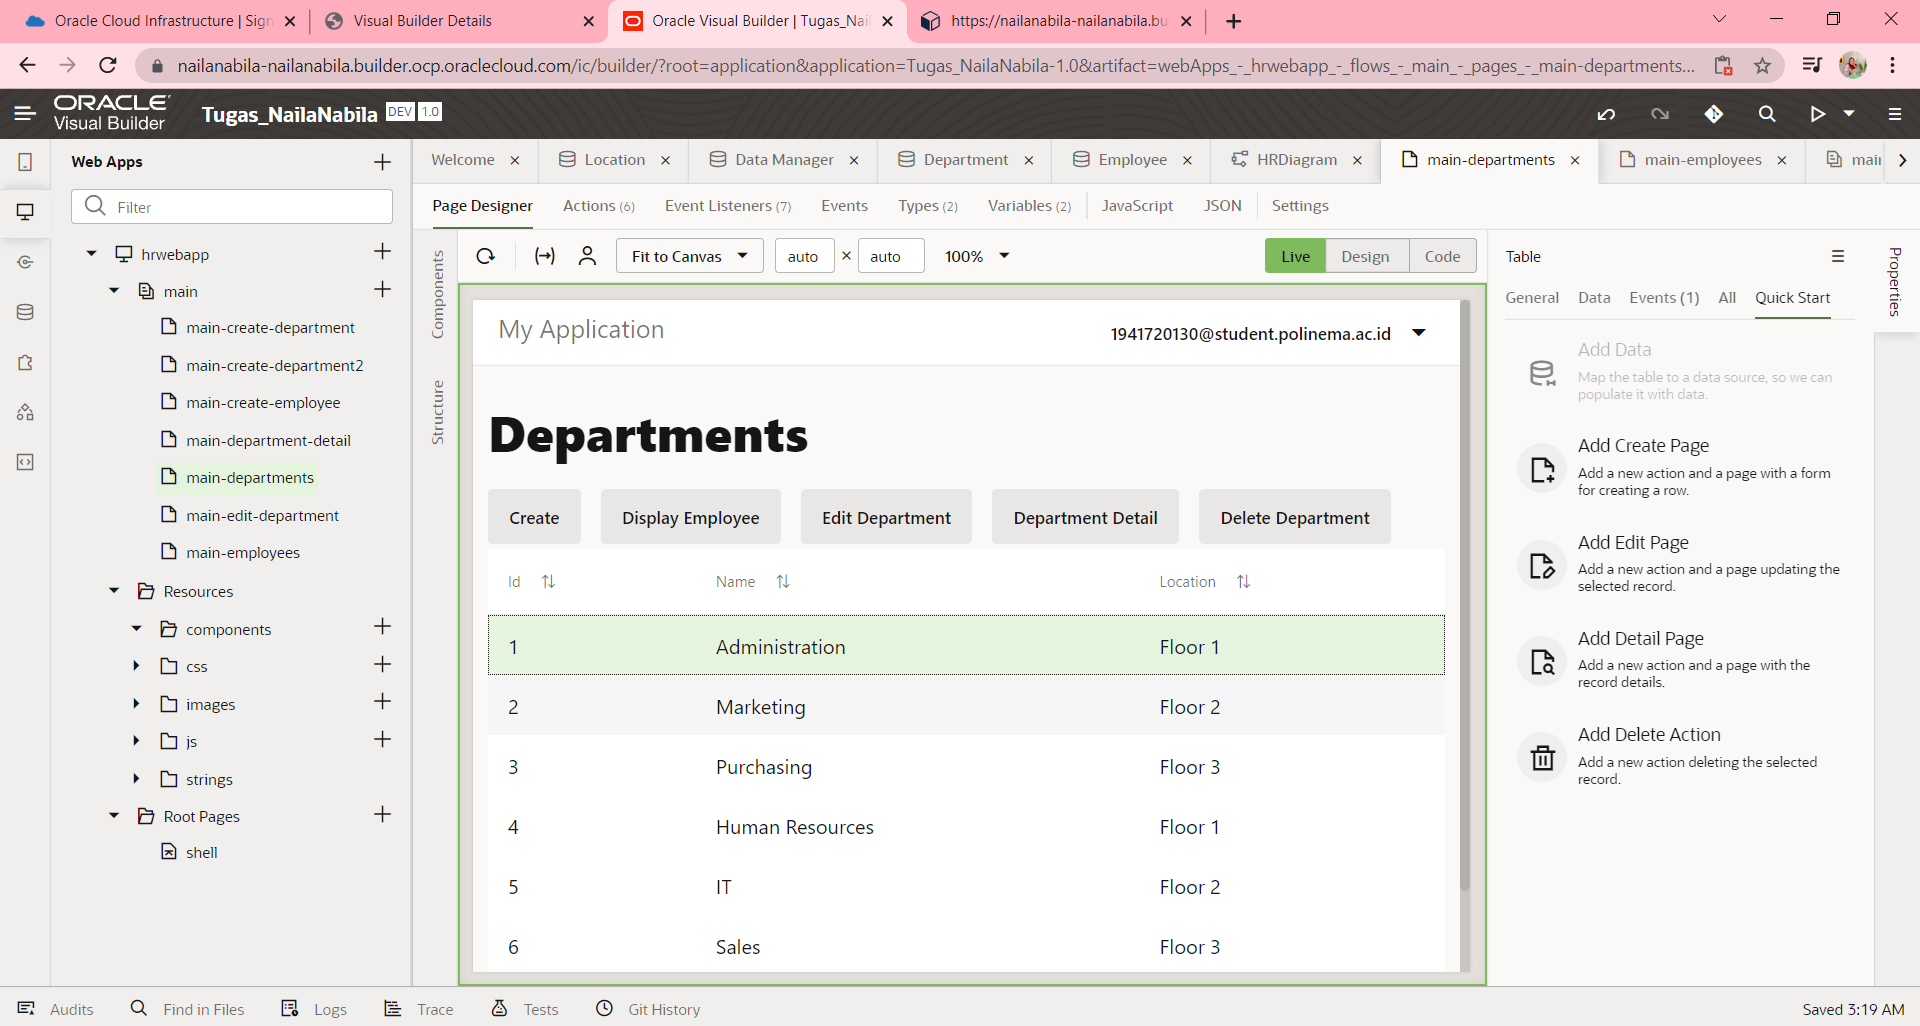 Oracle Cloud Infrastructure | Sign
Visual Builder Details
Oracle Visual Builder | Tugas_Nail
https://nailanabila-nailanabila.bu
nailanabila-nailanabila.builder.ocp.oraclecloud.com/ic/builder/?root=application&application=Tugas_NailaNabila-1.0&artifact=webApps_-_hrwebapp_-_flows_-_main_-_pages_-_main-departments...
ORACLE
Visual Builder
Tugas_NailaNabila DEV 1.0
Web Apps
Filter
hrwebapp
main
main-create-department
main-create-department2
main-create-employee
main-department-detail
main-departments
main-edit-department
main-employees
Resources
components
css
images
js
strings
Root Pages
shell
Welcome
Location
Data Manager
Department
Employee
HRDiagram
main-departments
main-employees
mai
Page Designer
Actions (6)
Event Listeners (7)
Events
Types (2)
Variables (2)
JavaScript
JSON
Settings
Components
Structure
Fit to Canvas
auto × auto
100%
Live
Design
Code
My Application
1941720130@student.polinema.ac.id
Departments
Create
Display Employee
Edit Department
Department Detail
Delete Department
Id Name Location
1 Administration Floor 1
2 Marketing Floor 2
3 Purchasing Floor 3
4 Human Resources Floor 1
5 IT Floor 2
6 Sales Floor 3
Table
Properties
General
Data
Events (1)
All
Quick Start
Add Data
Map the table to a data source, so we can
populate it with data.
Add Create Page
Add a new action and a page with a form
for creating a row.
Add Edit Page
Add a new action and a page updating the
selected record.
Add Detail Page
Add a new action and a page with the
record details.
Add Delete Action
Add a new action deleting the selected
record.
Audits
Find in Files
Logs
Trace
Tests
Git History
Saved 3:19 AM